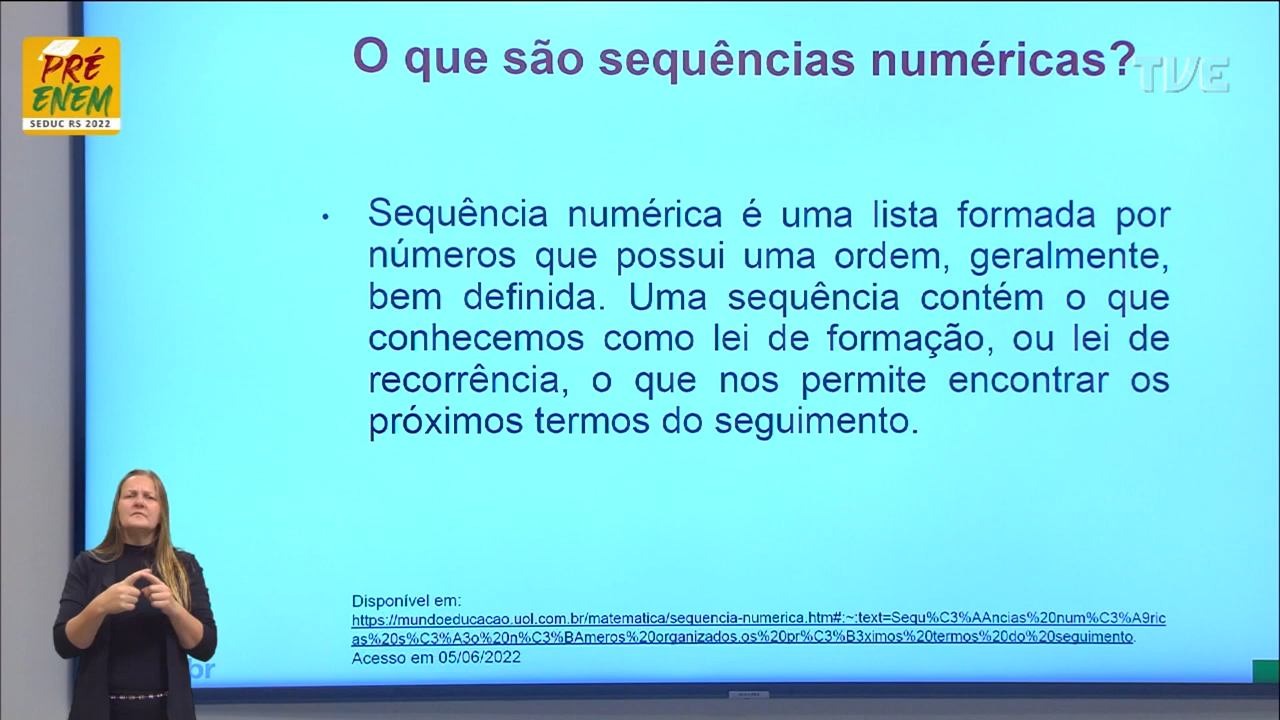 O que são sequências numéricas?
TVE
PRÉ
ENEM
SEDUC RS 2022
• Sequência numérica é uma lista formada por
números que possui uma ordem, geralmente,
bem definida. Uma sequência contém o que
conhecemos como lei de formação, ou lei de
recorrência, o que nos permite encontrar os
próximos termos do seguimento.
Disponível em:
https://mundoeducacao.uol.com.br/matematica/sequencia-numerica.htm#:~:text=Sequ%C3%AAncias%20num%C3%A9ric
as%20s%C3%A3o%20n%C3%BAmeros%20organizados,os%20pr%C3%B3ximos%20termos%20do%20seguimento.
Acesso em 05/06/2022
br